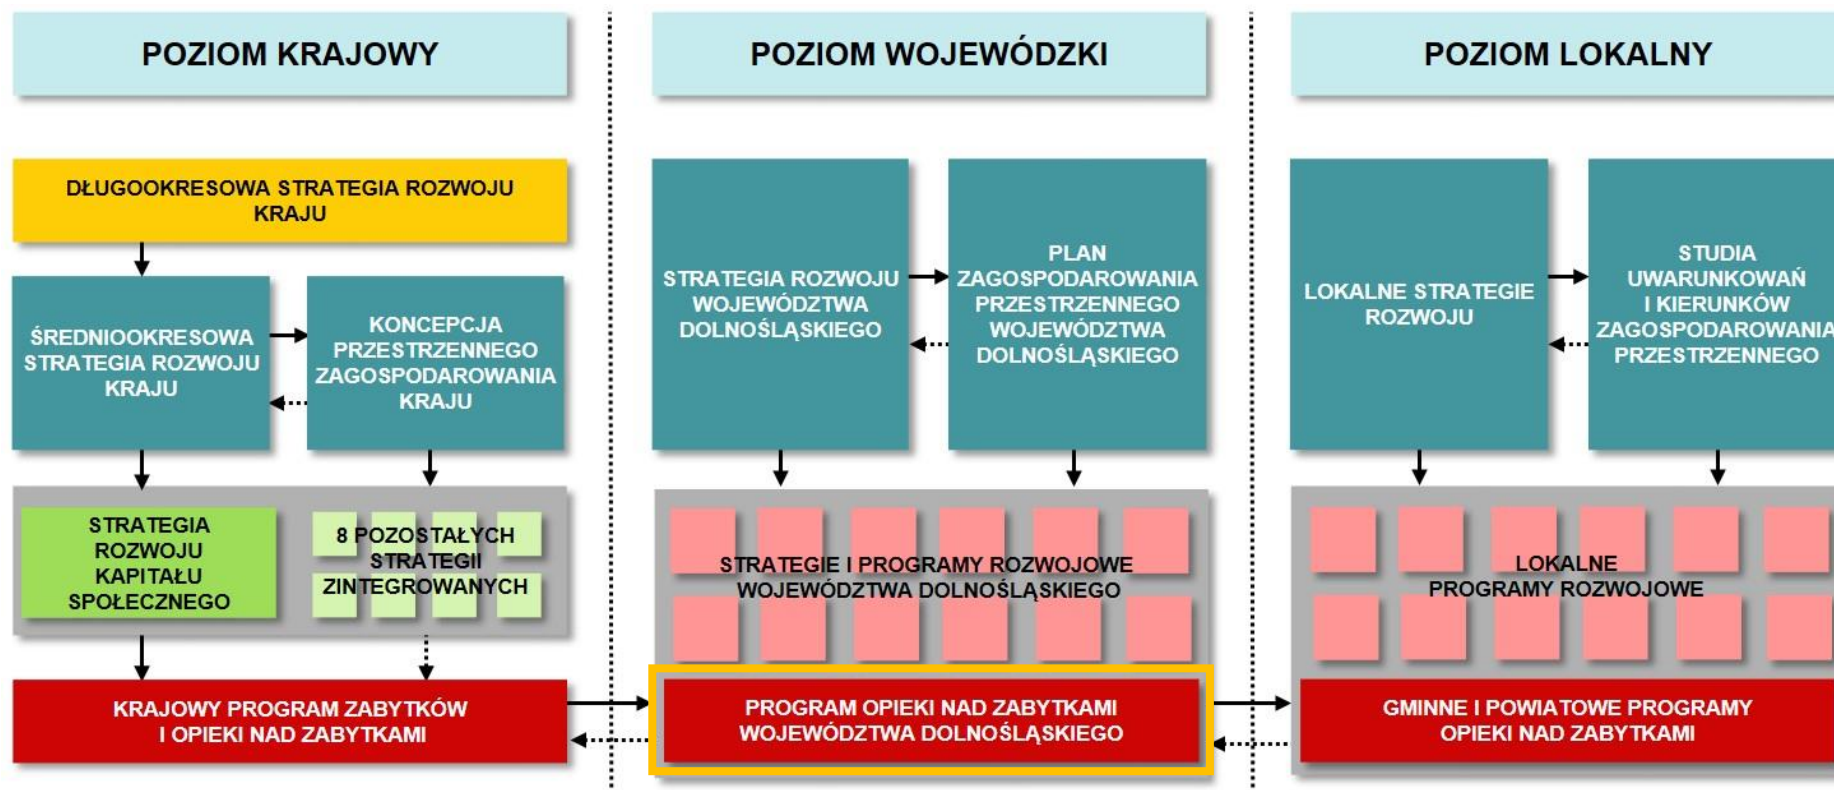 POZIOM KRAJOWY
POZIOM WOJEWÓDZKI
POZIOM LOKALNY
DŁUGOOKRESOWA STRATEGIA ROZWOJU
KRAJU
ŚREDNIOOKRESOWA
STRATEGIA ROZWOJU
KRAJU
KONCEPCJA
PRZESTRZENNEGO
ZAGOSPODAROWANIA
KRAJU
STRATEGIA
ROZWOJU
KAPITAŁU
SPOŁECZNEGO
8 POZOSTAŁYCH
STRATEGII
ZINTEGROWANYCH
KRAJOWY PROGRAM ZABYTKÓW
I OPIEKI NAD ZABYTKAMI
STRATEGIA ROZWOJU
WOJEWÓDZTWA
DOLNOŚLĄSKIEGO
PLAN
ZAGOSPODAROWANIA
PRZESTRZENNEGO
WOJEWÓDZTWA
DOLNOŚLĄSKIEGO
STRATEGIE I PROGRAMY ROZWOJOWE
WOJEWÓDZTWA DOLNOŚLĄSKIEGO
PROGRAM OPIEKI NAD ZABYTKAMI
WOJEWÓDZTWA DOLNOŚLĄSKIEGO
LOKALNE STRATEGIE
ROZWOJU
STUDIA
UWARUNKOWAŃ
I KIERUNKÓW
ZAGOSPODAROWANIA
PRZESTRZENNEGO
LOKALNE
PROGRAMY ROZWOJOWE
GMINNE I POWIATOWE PROGRAMY
OPIEKI NAD ZABYTKAMI